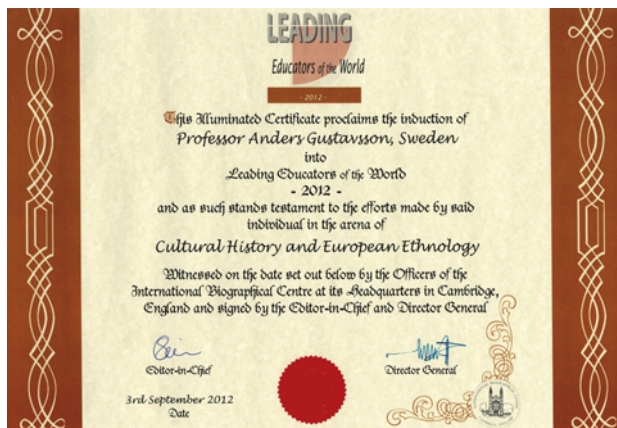 LEADING
Educators of the World
- 2012 -
This Illuminated Certificate proclaims the induction of
Professor Anders Gustavsson, Sweden
into
Leading Educators of the World
- 2012 -
and as such stands testament to the efforts made by said
individual in the arena of
Cultural History and European Ethnology
Witnessed on the date set out below by the Officers of the
International Biographical Centre at its Headquarters in Cambridge,
England and signed by the Editor-in-Chief and Director General
Editor-in-Chief
Director General
3rd September 2012
Date